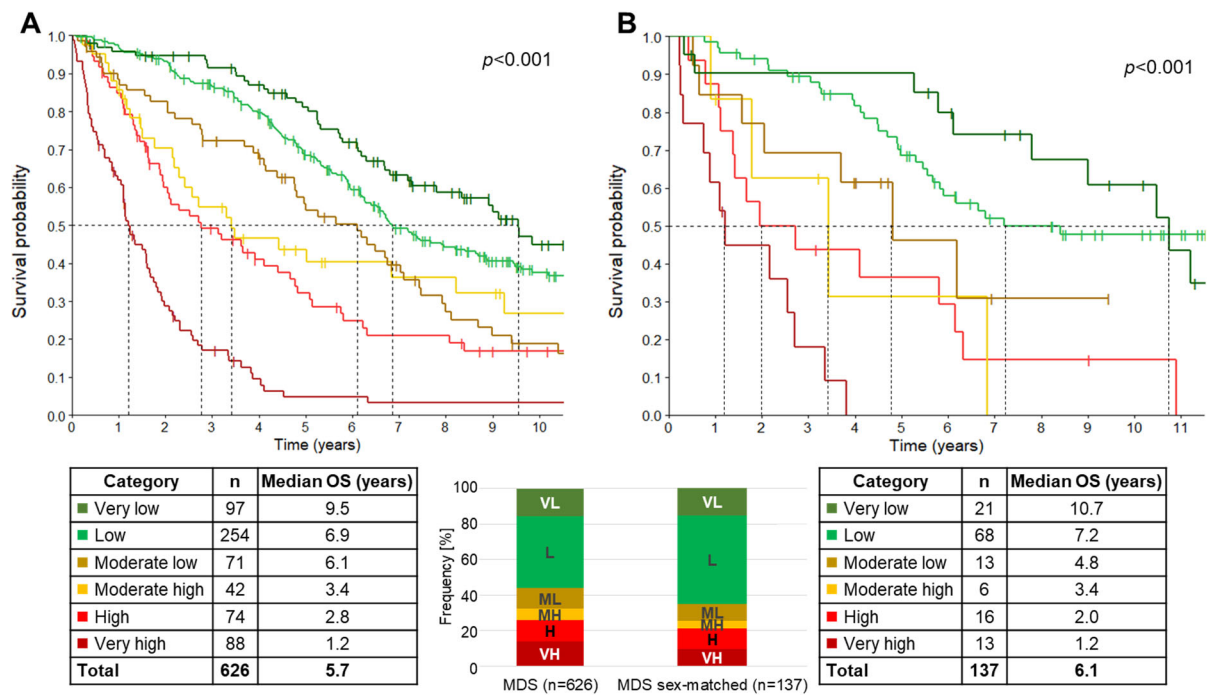 A
B
p<0.001
p<0.001
Survival probability
1.0
0.9
0.8
0.7
0.6
0.5
0.4
0.3
0.2
0.1
0.0
0 1 2 3 4 5 6 7 8 9 10
Time (years)
Survival probability
1.0
0.9
0.8
0.7
0.6
0.5
0.4
0.3
0.2
0.1
0.0
0 1 2 3 4 5 6 7 8 9 10 11
Time (years)
Category n Median OS (years)
Very low 97 9.5
Low 254 6.9
Moderate low 71 6.1
Moderate high 42 3.4
High 74 2.8
Very high 88 1.2
Total 626 5.7
Frequency [%]
100
80
60
40
20
0
VL
L
ML
MH
H
VH
VL
L
ML
MH
H
VH
MDS (n=626) MDS sex-matched (n=137)
Category n Median OS (years)
Very low 21 10.7
Low 68 7.2
Moderate low 13 4.8
Moderate high 6 3.4
High 16 2.0
Very high 13 1.2
Total 137 6.1